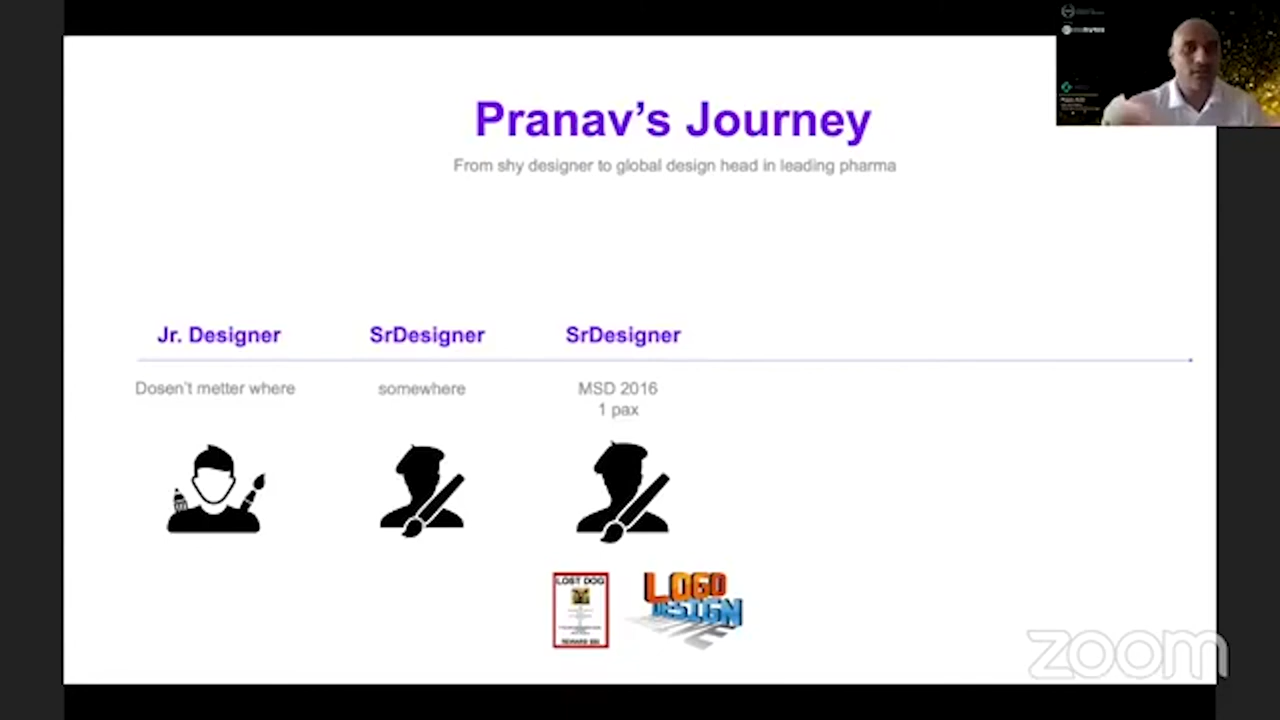 Pranav’s Journey
From shy designer to global design head in leading pharma
Jr. Designer
SrDesigner
SrDesigner
Dosen’t metter where
somewhere
MSD 2016
1 pax
LOST DOG
LOGO
DESIGN
zoom